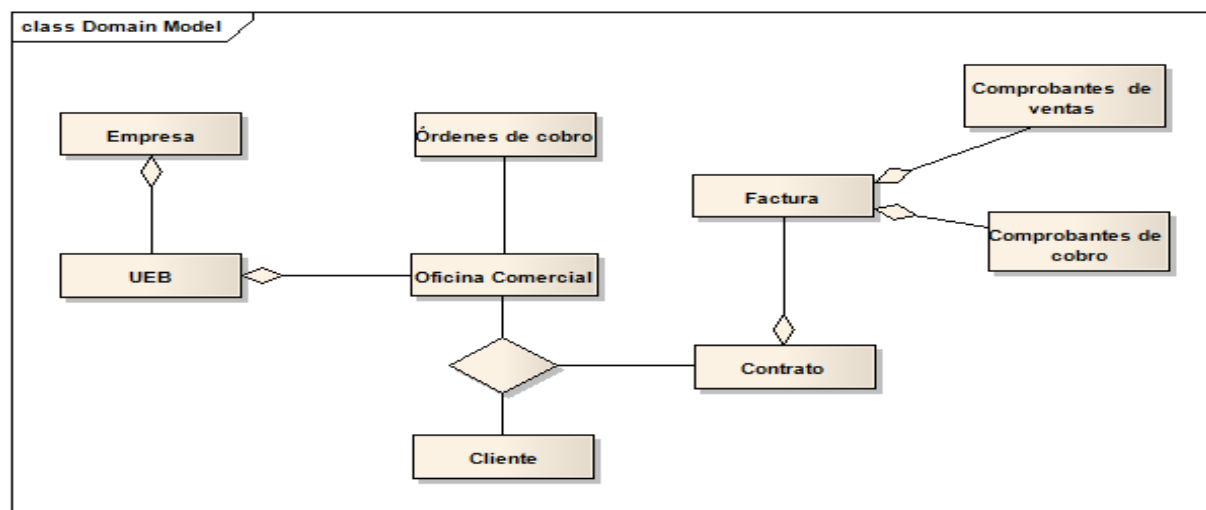 class Domain Model
Comprobantes de
ventas
Empresa
Órdenes de cobro
Factura
Comprobantes de
cobro
UEB
Oficina Comercial
Contrato
Cliente